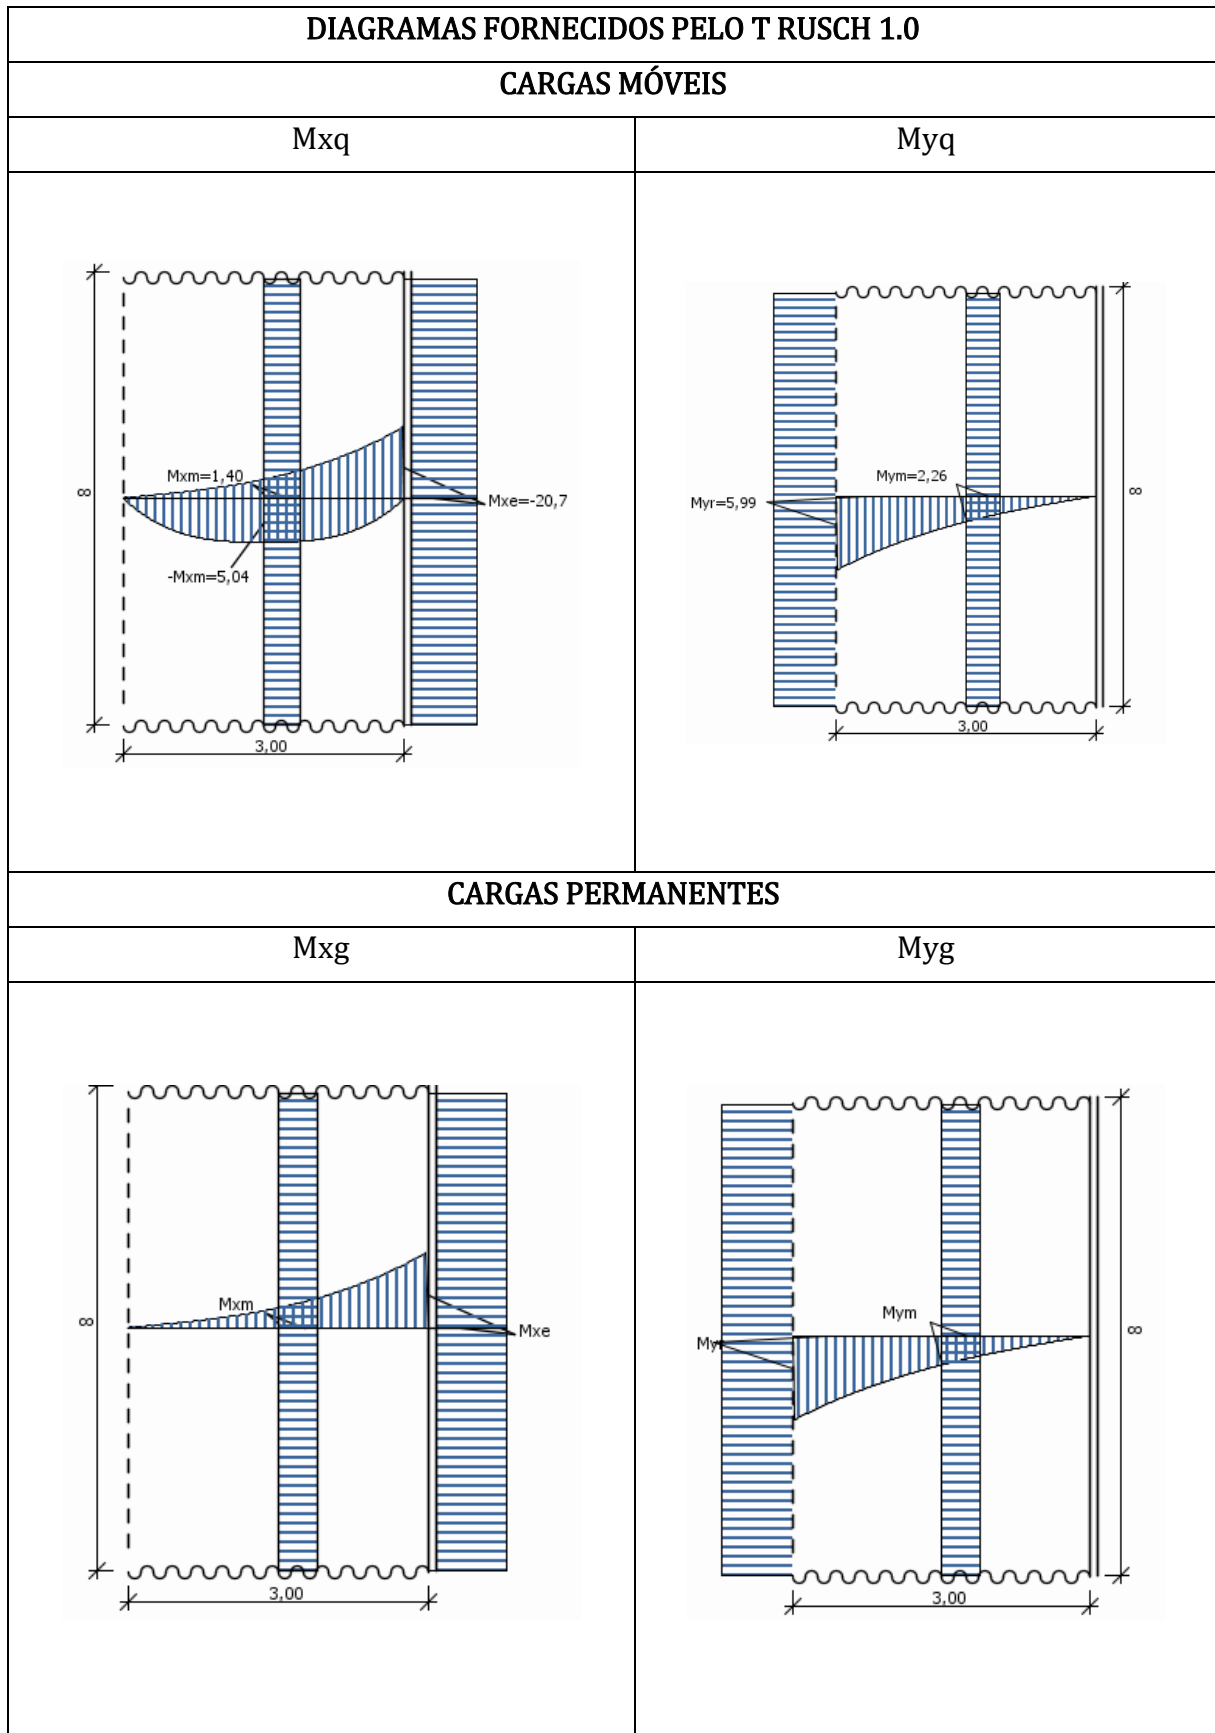 DIAGRAMAS FORNECIDOS PELO T RUSCH 1.0
CARGAS MÓVEIS
Mxq
Myq
Mxm=1,40
∞
Mxe=-20,7
-Mxm=5,04
3,00
Mym=2,26
Myr=5,99
∞
3,00
CARGAS PERMANENTES
Mxg
Myg
Mxm
∞
Mxe
3,00
Mym
∞
3,00